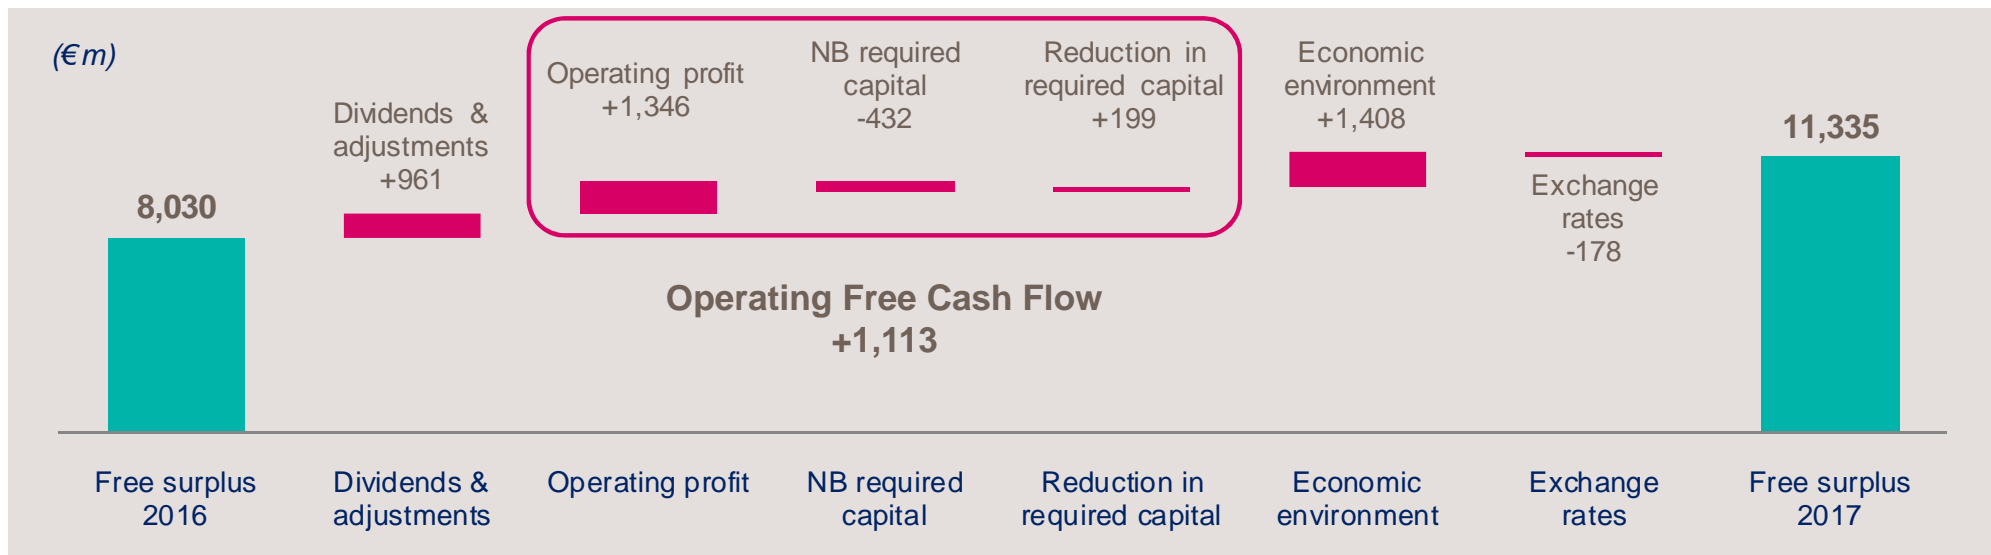 (€m)
8,030
Dividends &
adjustments
+961
Operating profit
+1,346
NB required
capital
-432
Reduction in
required capital
+199
Economic
environment
+1,408
Exchange
rates
-178
11,335
Operating Free Cash Flow
+1,113
Free surplus
2016
Dividends &
adjustments
Operating profit
NB required
capital
Reduction in
required capital
Economic
environment
Exchange
rates
Free surplus
2017